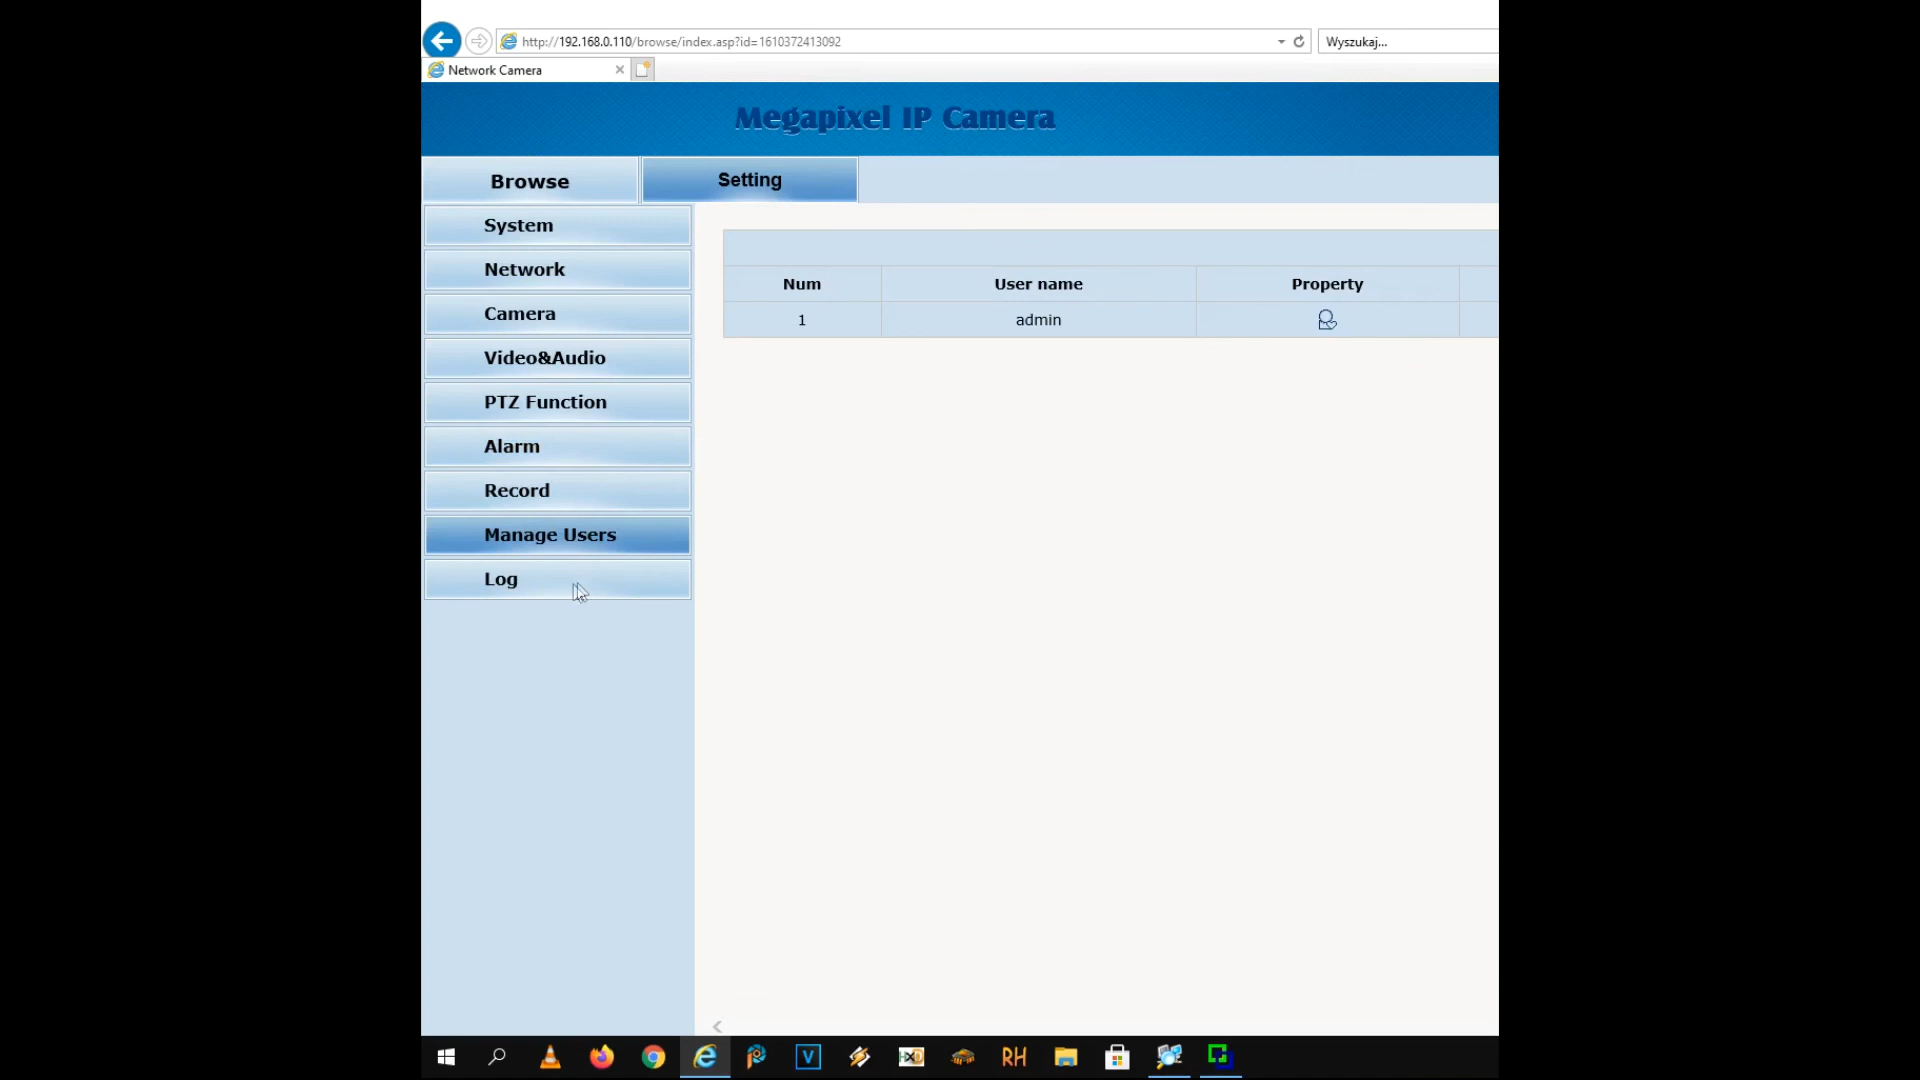 http://192.168.0.110/browse/index.asp?id=1610372413092
Wyszukaj...
Network Camera
Megapixel IP Camera
Browse
Setting
System
Network
Camera
Video&Audio
PTZ Function
Alarm
Record
Manage Users
Log
Num User name Property
1 admin
V
HXD
RH